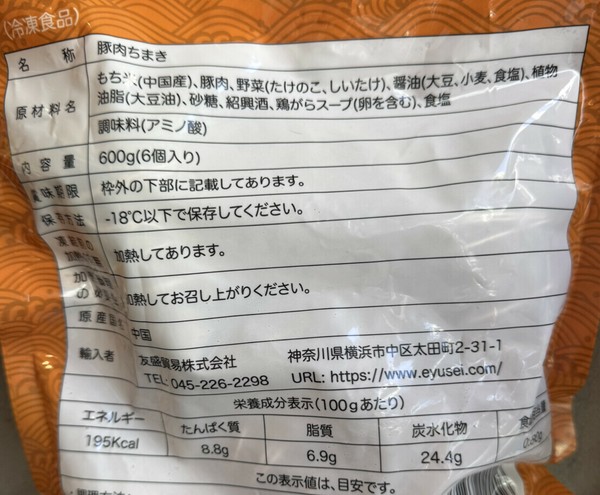 (冷凍食品)
名称 豚肉ちまき
原材料名 もち米(中国産)、豚肉、野菜(たけのこ、しいたけ)、醤油(大豆、小麦、食塩)、植物
油脂(大豆油)、砂糖、紹興酒、鶏がらスープ(卵を含む)、食塩
調味料(アミノ酸)
内容量 600g(6個入り)
賞味期限 枠外の下部に記載してあります。
保存方法 -18℃以下で保存してください。
加熱してあります。
加熱してお召し上がりください。
原産国 中国
輸入者 友盛貿易株式会社 神奈川県横浜市中区太田町2-31-1
TEL: 045-226-2298 URL: https://www.eyusei.com/
栄養成分表示(100gあたり)
エネルギー たんぱく質 脂質 炭水化物
195Kcal 8.8g 6.9g 24.4g
この表示値は、目安です。